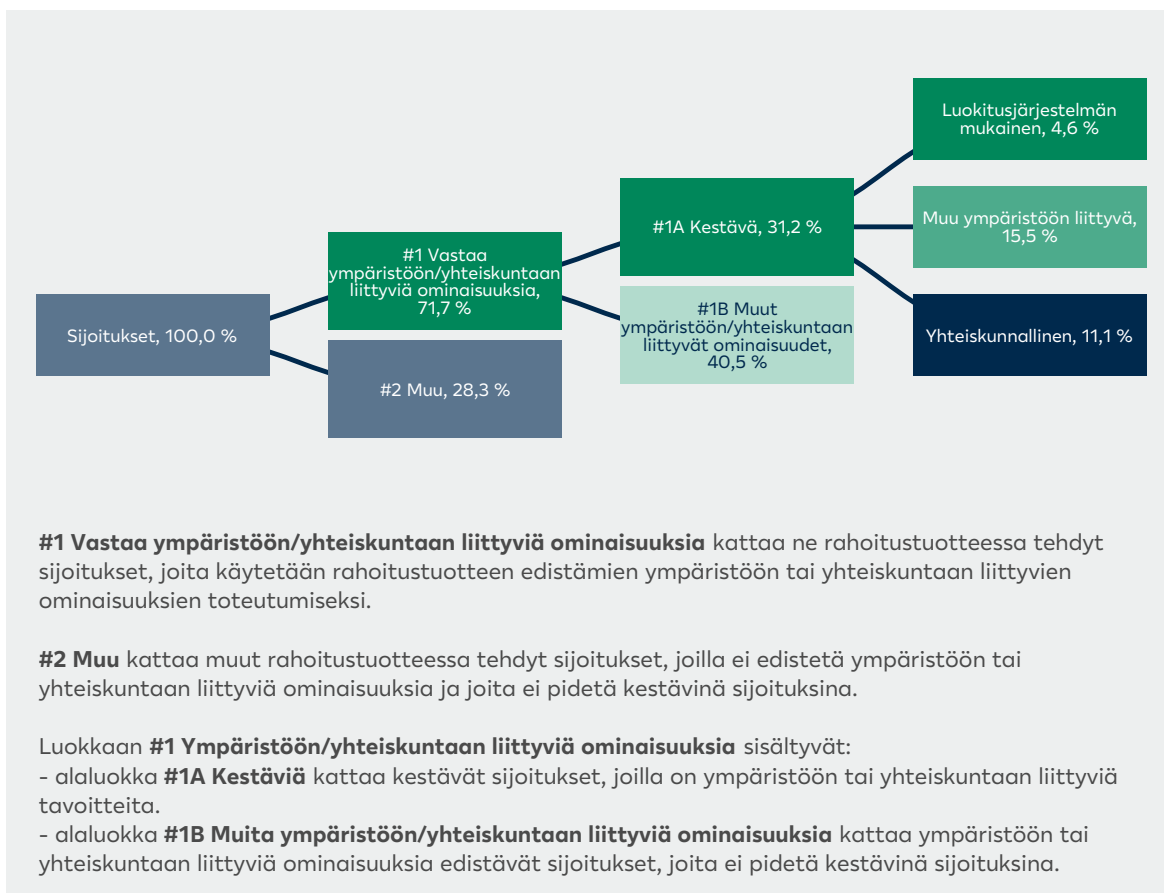 Luokitusjärjestelmän
mukainen, 4,6 %
#1A Kestävä, 31,2 %
Muu ympäristöön liittyvä,
15,5 %
#1 Vastaa
ympäristöön/yhteiskuntaan
liittyviä ominaisuuksia,
71,7 %
Sijoitukset, 100,0 %
#1B Muut
ympäristöön/yhteiskuntaan
liittyvät ominaisuudet,
40,5 %
Yhteiskunnallinen, 11,1 %
#2 Muu, 28,3 %
#1 Vastaa ympäristöön/yhteiskuntaan liittyviä ominaisuuksia kattaa ne rahoitustuotteessa tehdyt
sijoitukset, joita käytetään rahoitustuotteen edistämien ympäristöön tai yhteiskuntaan liittyvien
ominaisuuksien toteutumiseksi.
#2 Muu kattaa muut rahoitustuotteessa tehdyt sijoitukset, joilla ei edistetä ympäristöön tai
yhteiskuntaan liittyviä ominaisuuksia ja joita ei pidetä kestävinä sijoituksina.
Luokkaan #1 Ympäristöön/yhteiskuntaan liittyviä ominaisuuksia sisältyvät:
- alaluokka #1A Kestäviä kattaa kestävät sijoitukset, joilla on ympäristöön tai yhteiskuntaan liittyviä
tavoitteita.
- alaluokka #1B Muita ympäristöön/yhteiskuntaan liittyviä ominaisuuksia kattaa ympäristöön tai
yhteiskuntaan liittyviä ominaisuuksia edistävät sijoitukset, joita ei pidetä kestävinä sijoituksina.